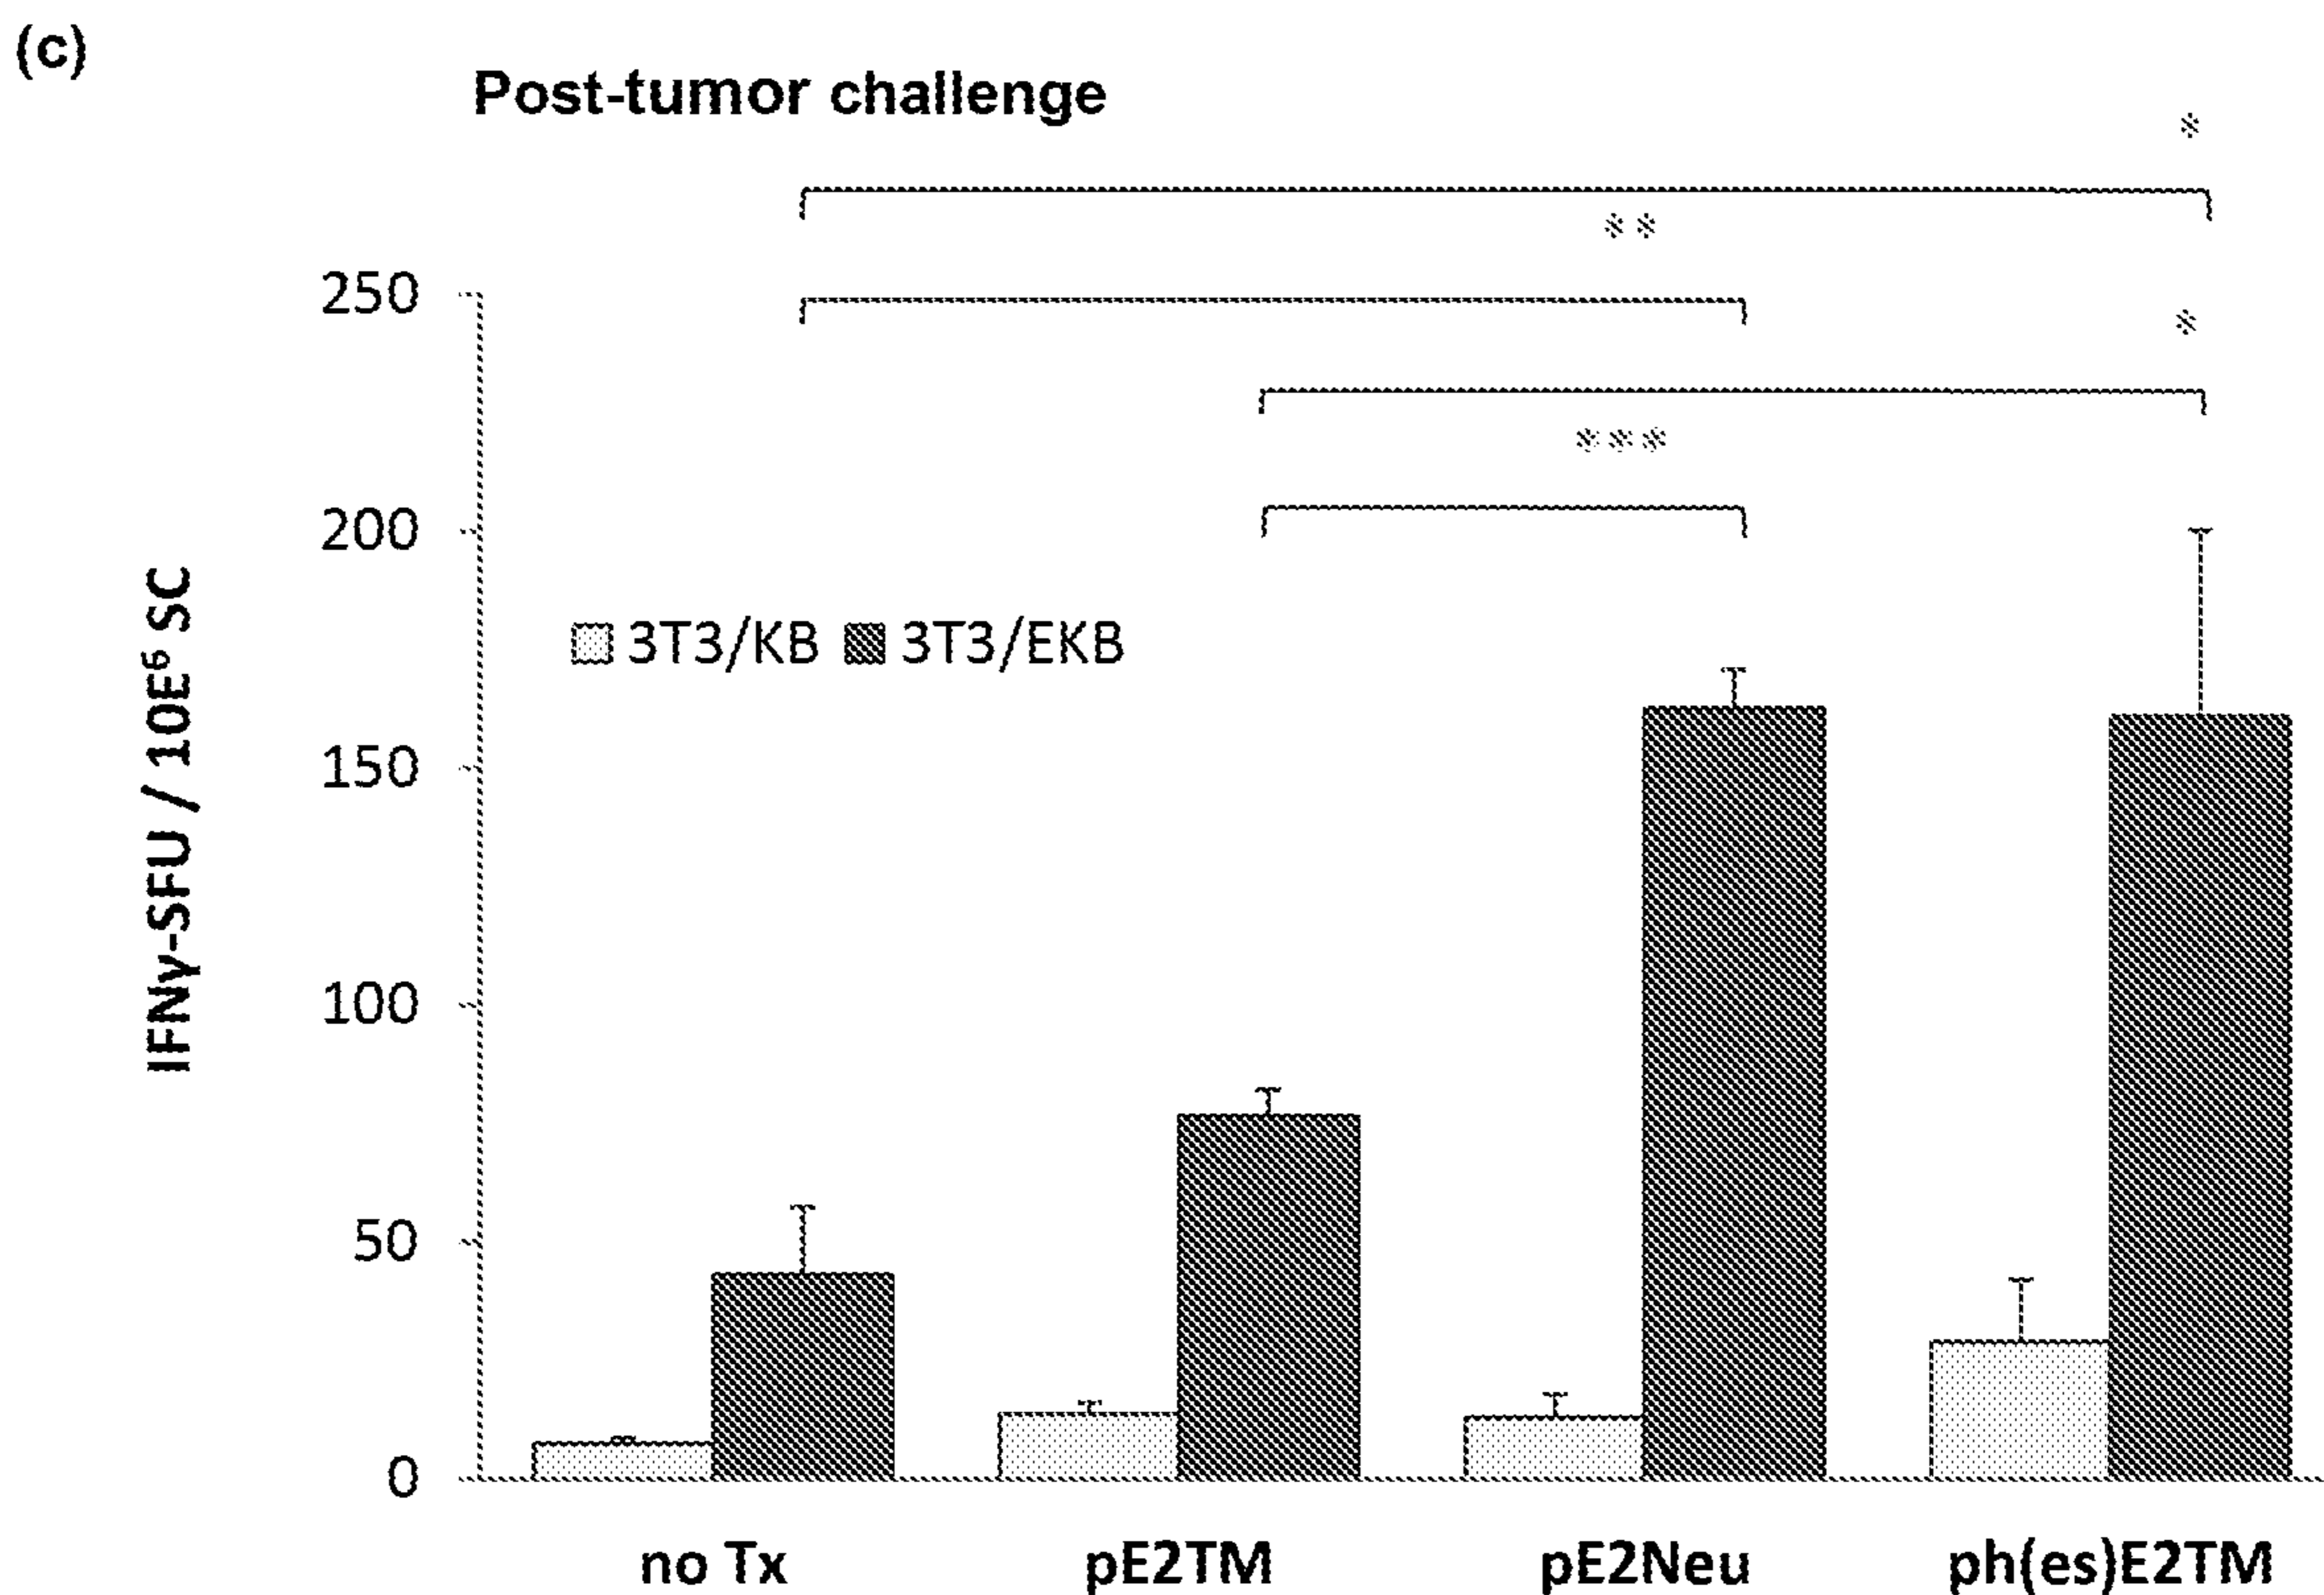 (c)
Post-tumor challenge
*
**
*
***
250
200
150
100
50
0
IFNγ-SFU / 10E⁶ SC
3T3/KB 3T3/EKB
no Tx pE2TM pE2Neu ph(es)E2TM